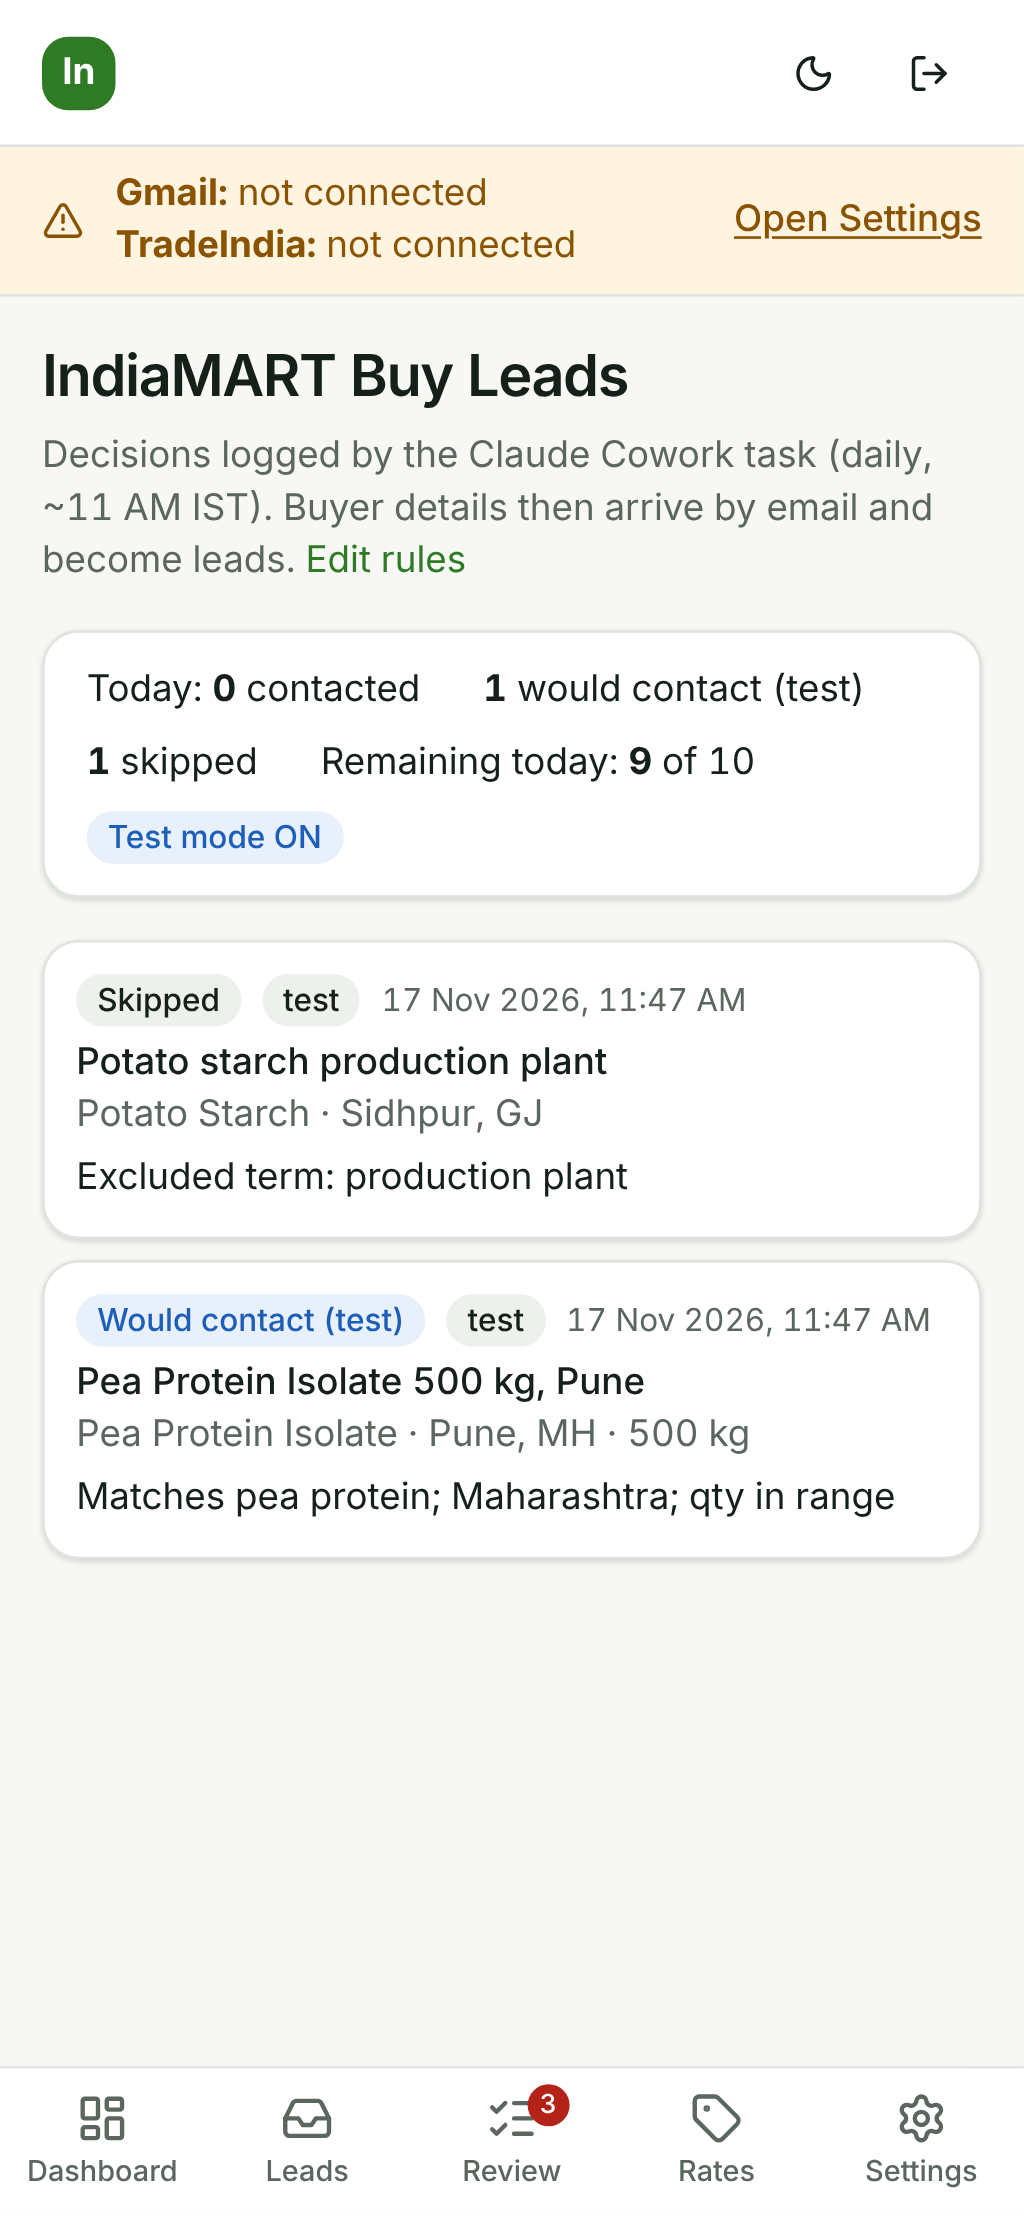 In
Gmail: not connected
TradeIndia: not connected
Open Settings
IndiaMART Buy Leads
Decisions logged by the Claude Cowork task (daily,
~11 AM IST). Buyer details then arrive by email and
become leads. Edit rules
Today: 0 contacted 1 would contact (test)
1 skipped Remaining today: 9 of 10
Test mode ON
Skipped test 17 Nov 2026, 11:47 AM
Potato starch production plant
Potato Starch · Sidhpur, GJ
Excluded term: production plant
Would contact (test) test 17 Nov 2026, 11:47 AM
Pea Protein Isolate 500 kg, Pune
Pea Protein Isolate · Pune, MH · 500 kg
Matches pea protein; Maharashtra; qty in range
3
Dashboard Leads Review Rates Settings